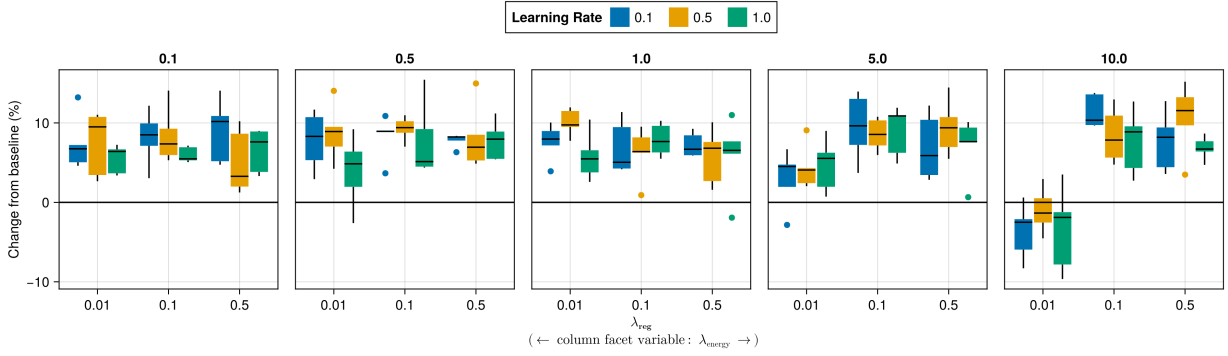 Learning Rate 0.1 0.5 1.0
0.1 0.5 1.0 5.0 10.0
Change from baseline (%)
10
0
−10
0.01 0.1 0.5 0.01 0.1 0.5 0.01 0.1 0.5 0.01 0.1 0.5 0.01 0.1 0.5
λreg
( ← column facet variable : λenergy → )